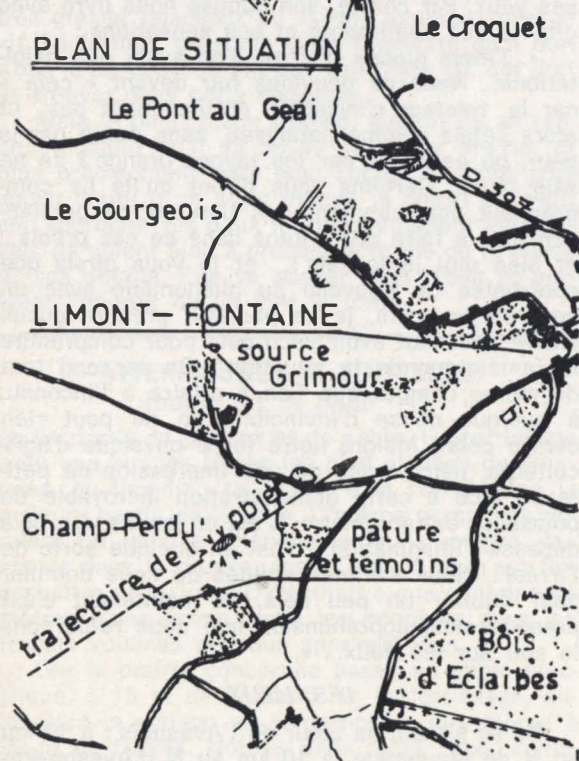 Le Croquet
PLAN DE SITUATION
Le Pont au Geai
D 307
Le Gourgeois
LIMONT-FONTAINE
source
Grimour
Champ-Perdu
trajectoire de l'objet
pâture
et témoins
Bois
d'Eclaibes